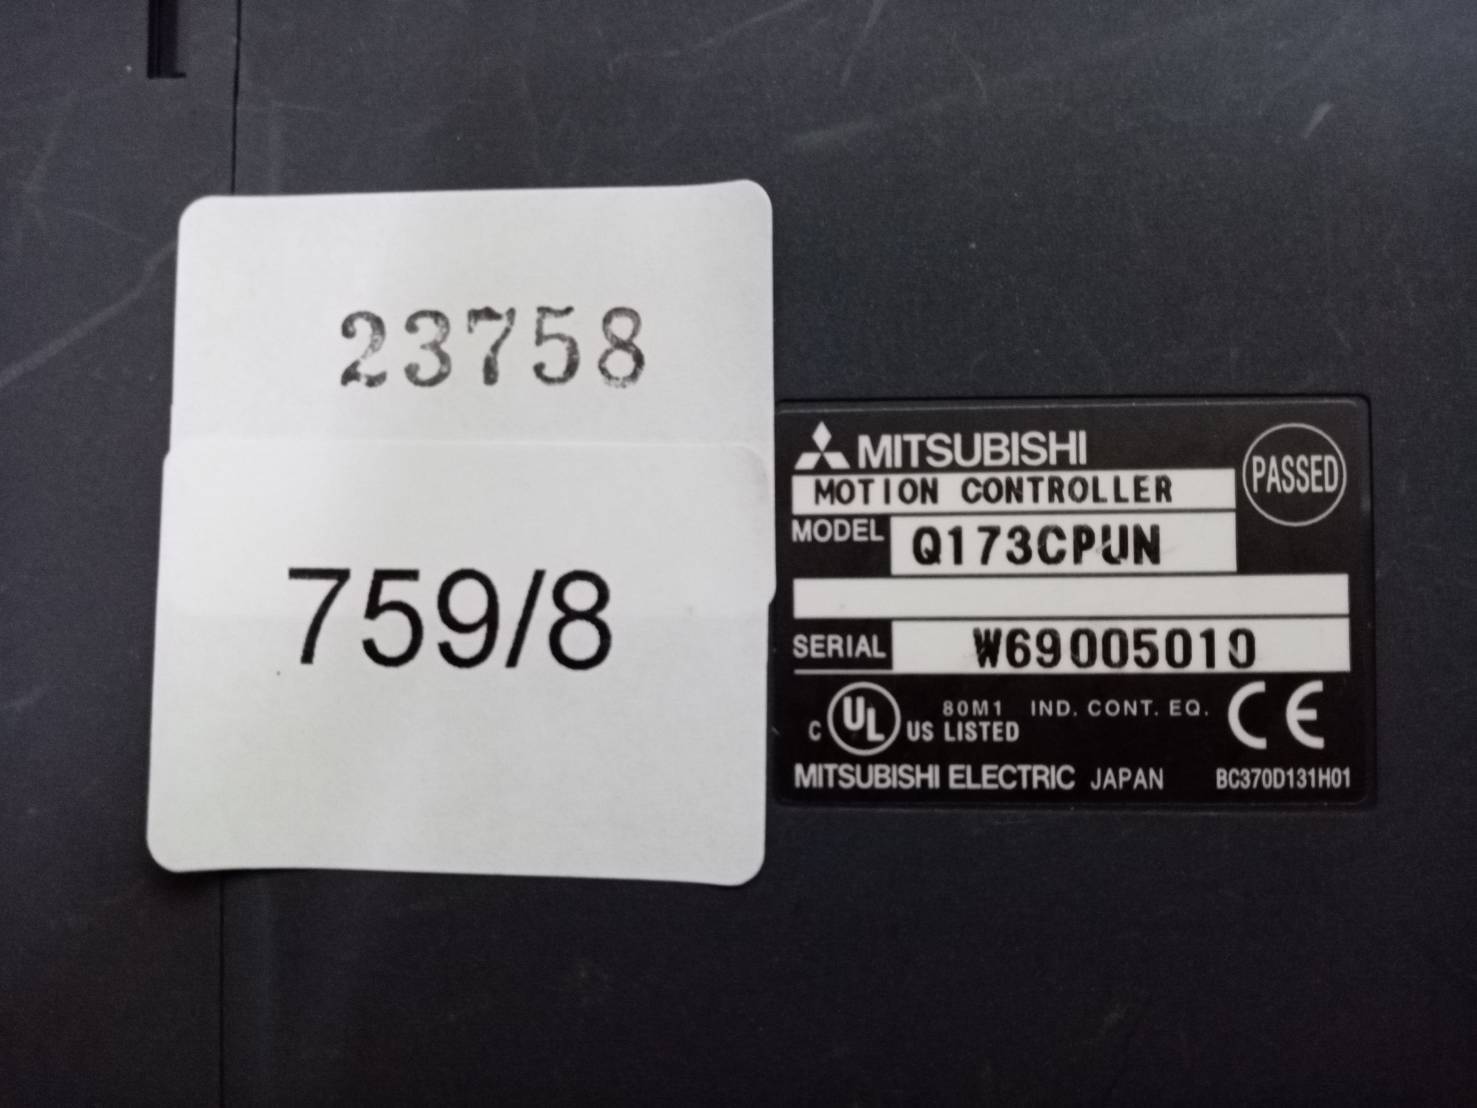 23758
759/8
MITSUBISHI
PASSED
MOTION CONTROLLER
MODEL Q173CPUN
SERIAL W69005010
C UL US LISTED 80M1 IND. CONT. EQ. CE
MITSUBISHI ELECTRIC JAPAN BC370D131H01